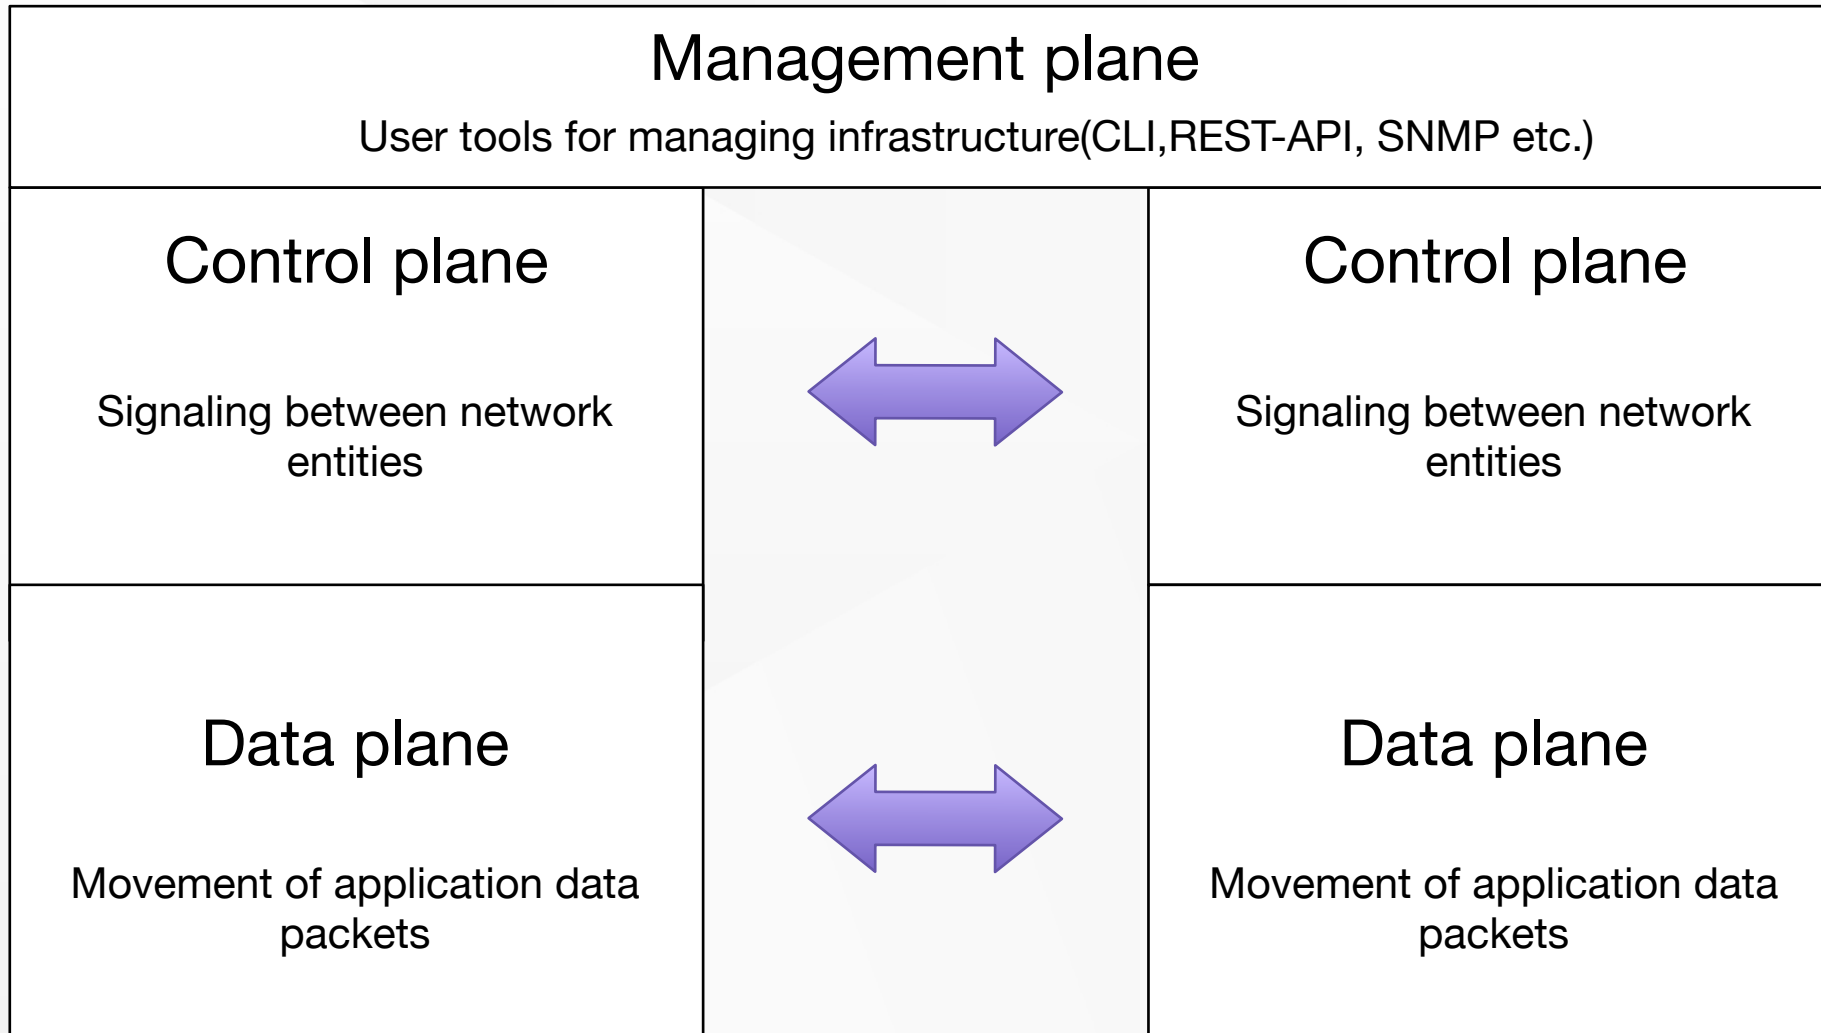 Management plane
User tools for managing infrastructure(CLI,REST-API, SNMP etc.)
Control plane
Signaling between network
entities
Control plane
Signaling between network
entities
Data plane
Movement of application data
packets
Data plane
Movement of application data
packets